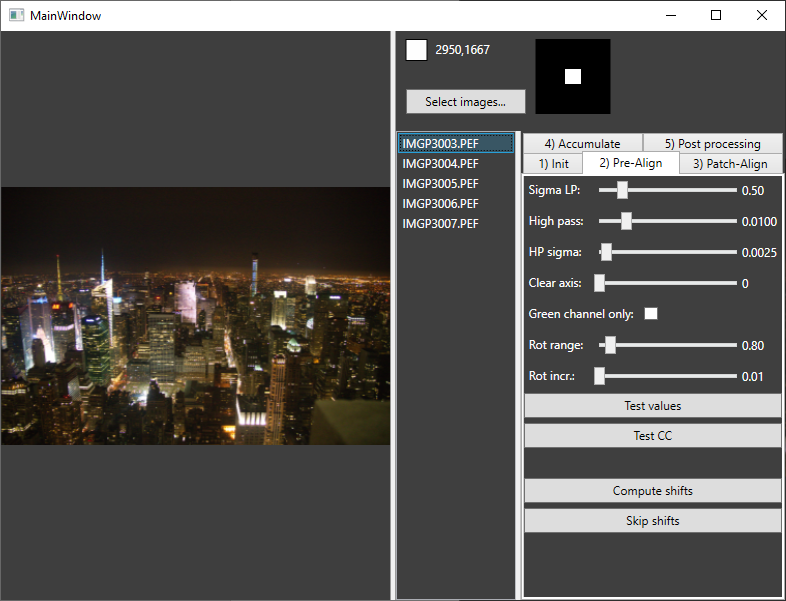 MainWindow
2950,1667
Select images...
IMGP3003.PEF
IMGP3004.PEF
IMGP3005.PEF
IMGP3006.PEF
IMGP3007.PEF
4) Accumulate
5) Post processing
1) Init
2) Pre-Align
3) Patch-Align
Sigma LP: 0.50
High pass: 0.0100
HP sigma: 0.0025
Clear axis: 0
Green channel only:
Rot range: 0.80
Rot incr.: 0.01
Test values
Test CC
Compute shifts
Skip shifts